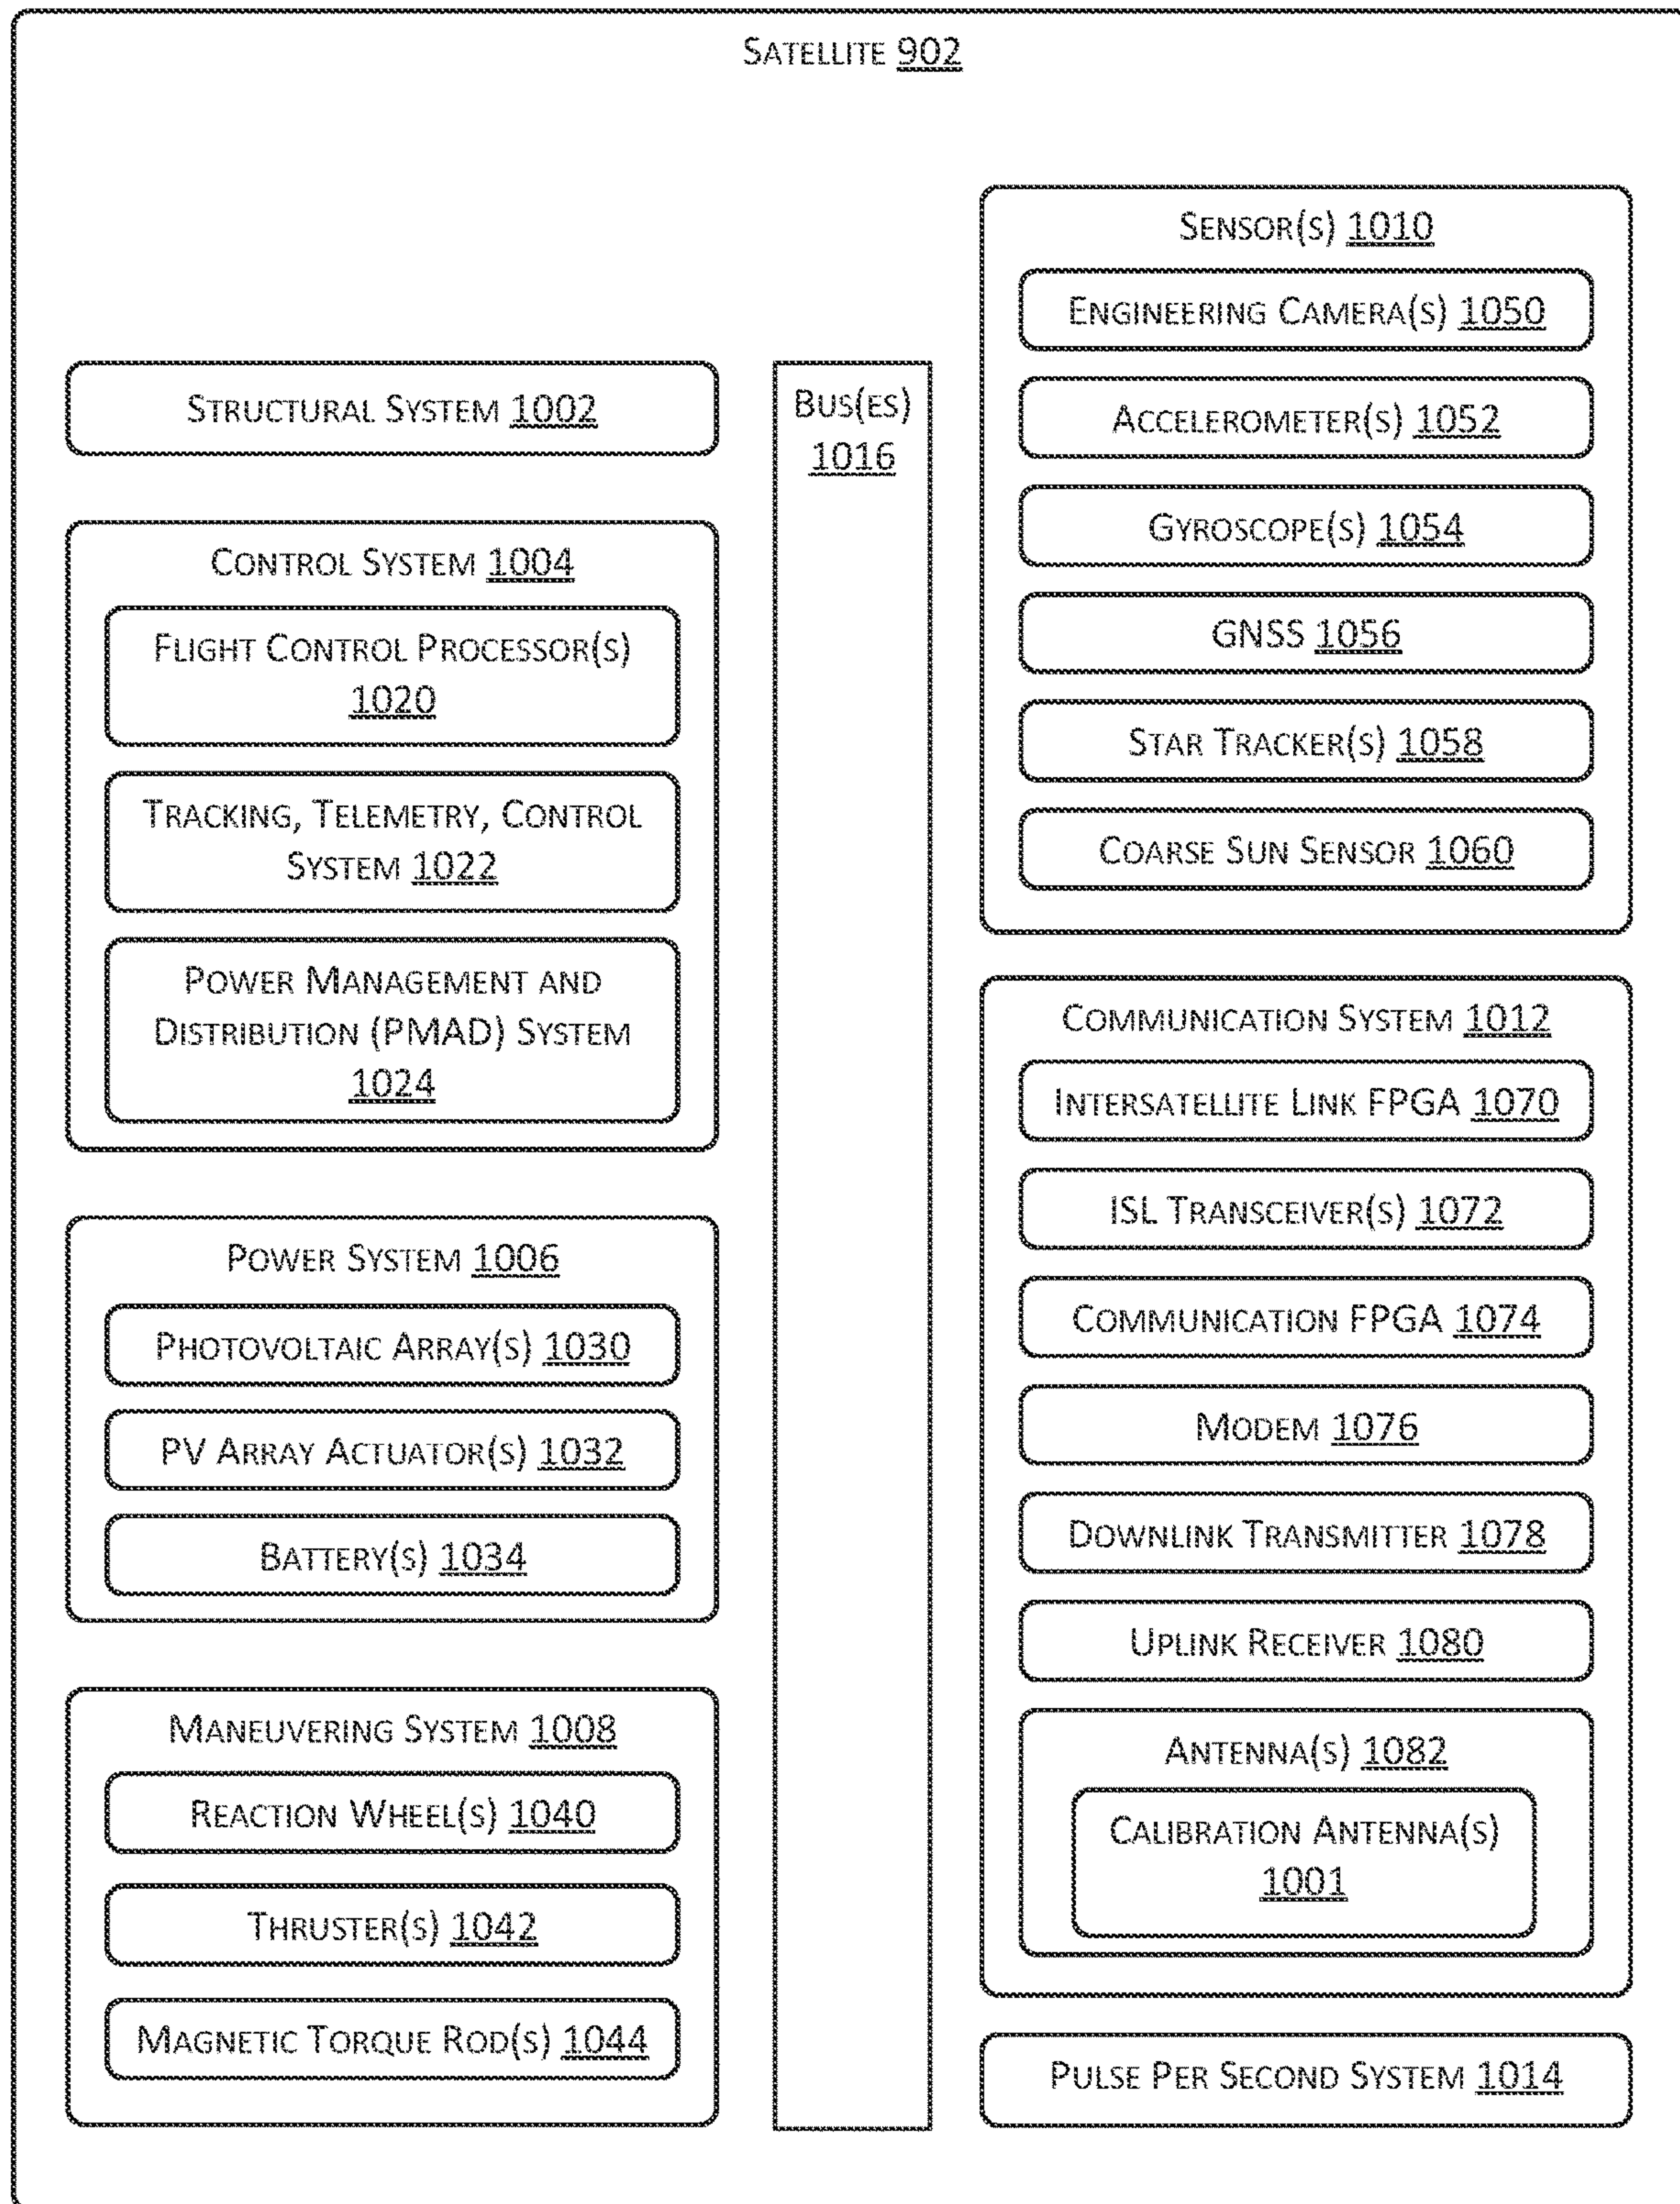 SATELLITE 902
STRUCTURAL SYSTEM 1002
CONTROL SYSTEM 1004
FLIGHT CONTROL PROCESSOR(S)
1020
TRACKING, TELEMETRY, CONTROL
SYSTEM 1022
POWER MANAGEMENT AND
DISTRIBUTION (PMAD) SYSTEM
1024
POWER SYSTEM 1006
PHOTOVOLTAIC ARRAY(S) 1030
PV ARRAY ACTUATOR(S) 1032
BATTERY(S) 1034
MANEUVERING SYSTEM 1008
REACTION WHEEL(S) 1040
THRUSTER(S) 1042
MAGNETIC TORQUE ROD(S) 1044
BUS(ES)
1016
SENSOR(S) 1010
ENGINEERING CAMERA(S) 1050
ACCELEROMETER(S) 1052
GYROSCOPE(S) 1054
GNSS 1056
STAR TRACKER(S) 1058
COARSE SUN SENSOR 1060
COMMUNICATION SYSTEM 1012
INTERSATELLITE LINK FPGA 1070
ISL TRANSCEIVER(S) 1072
COMMUNICATION FPGA 1074
MODEM 1076
DOWNLINK TRANSMITTER 1078
UPLINK RECEIVER 1080
ANTENNA(S) 1082
CALIBRATION ANTENNA(S)
1001
PULSE PER SECOND SYSTEM 1014